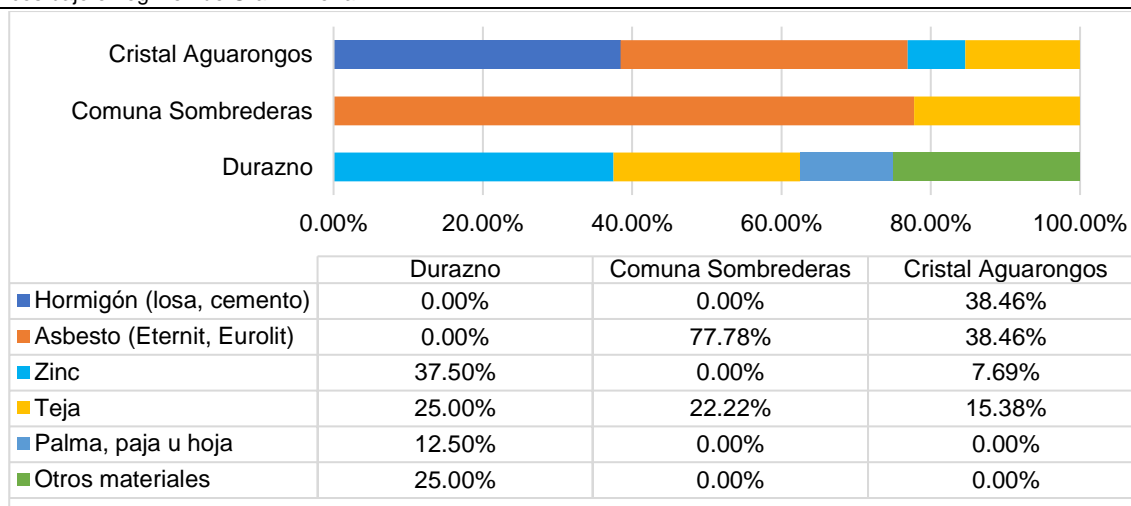 Cristal Aguarongos
Comuna Sombrederas
Durazno
0.00% 20.00% 40.00% 60.00% 80.00% 100.00%
Durazno Comuna Sombrederas Cristal Aguarongos
Hormigón (losa, cemento) 0.00% 0.00% 38.46%
Asbesto (Eternit, Eurolit) 0.00% 77.78% 38.46%
Zinc 37.50% 0.00% 7.69%
Teja 25.00% 22.22% 15.38%
Palma, paja u hoja 12.50% 0.00% 0.00%
Otros materiales 25.00% 0.00% 0.00%